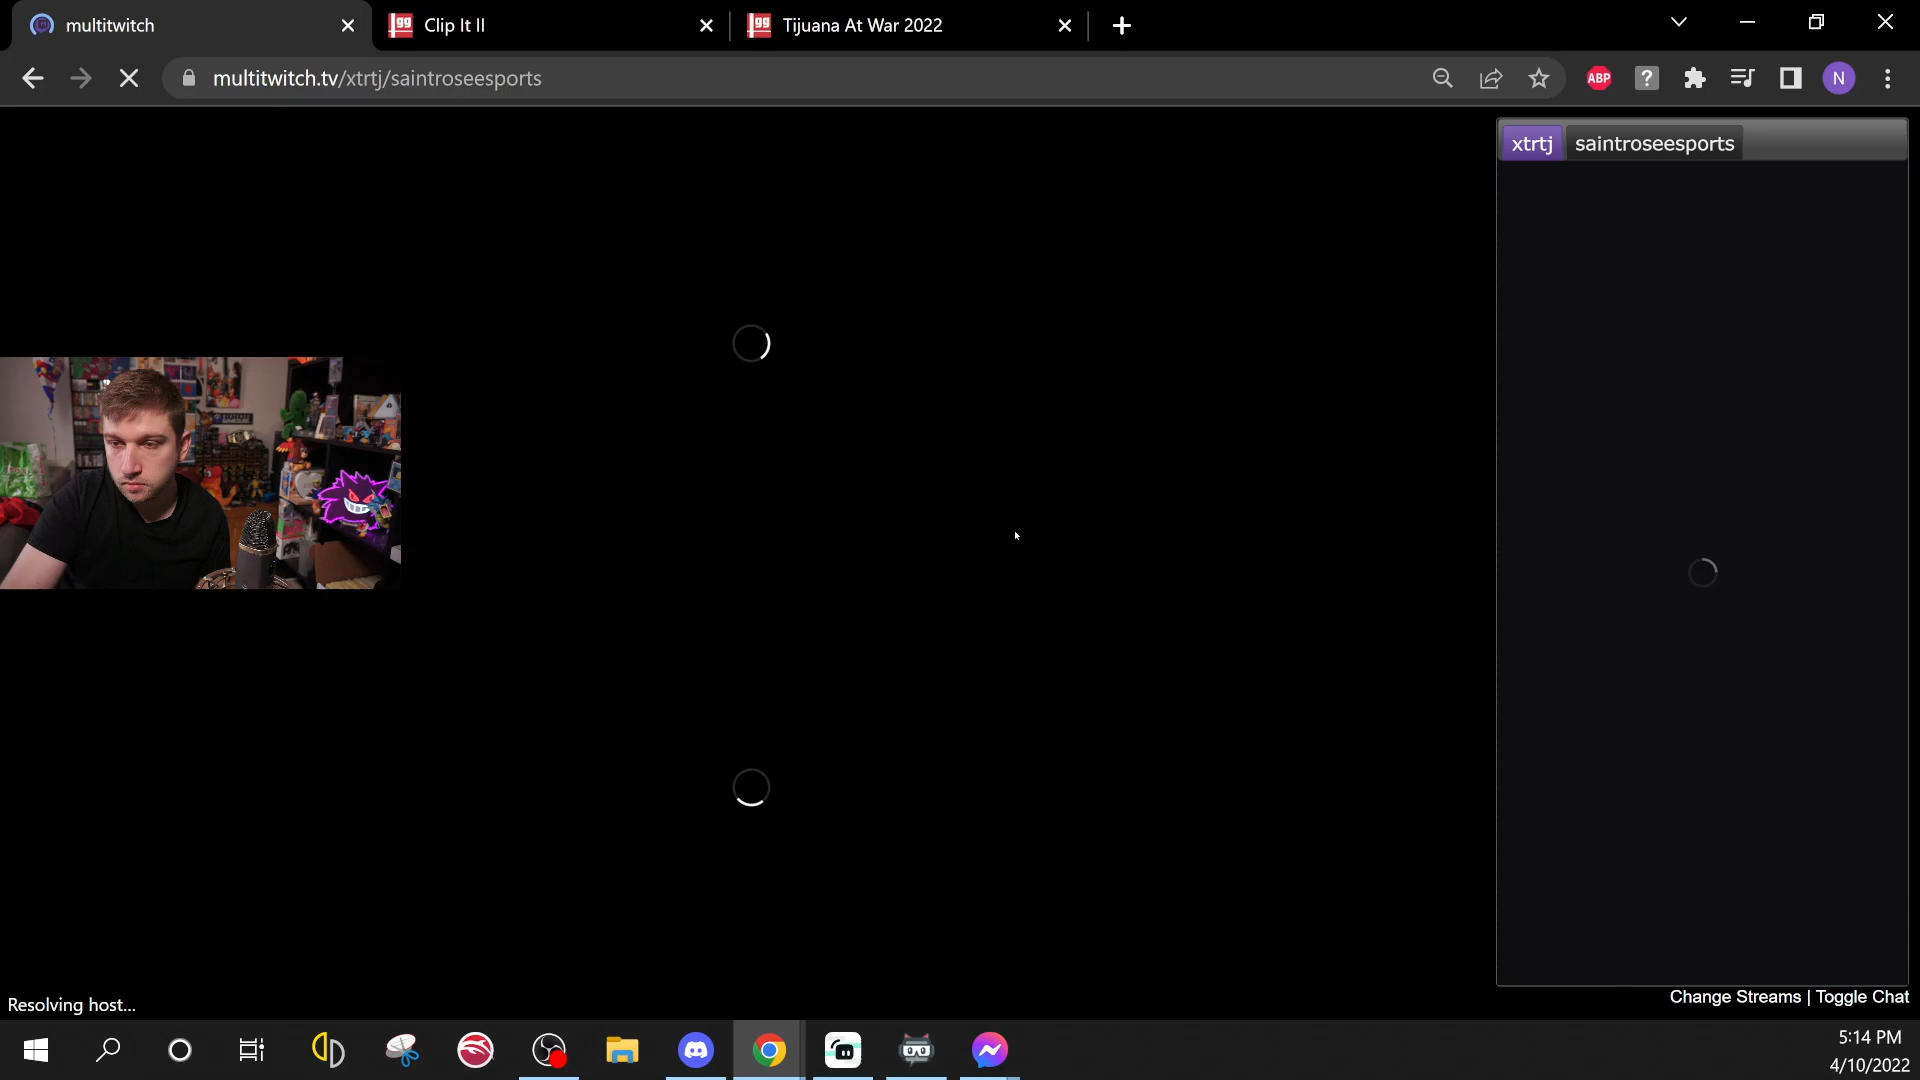 multitwitch
Clip It II
Tijuana At War 2022
multitwitch.tv/xtrtj/saintroseesports
ABP
?
N
xtrtj
saintroseesports
Resolving host...
Change Streams | Toggle Chat
5:14 PM
4/10/2022